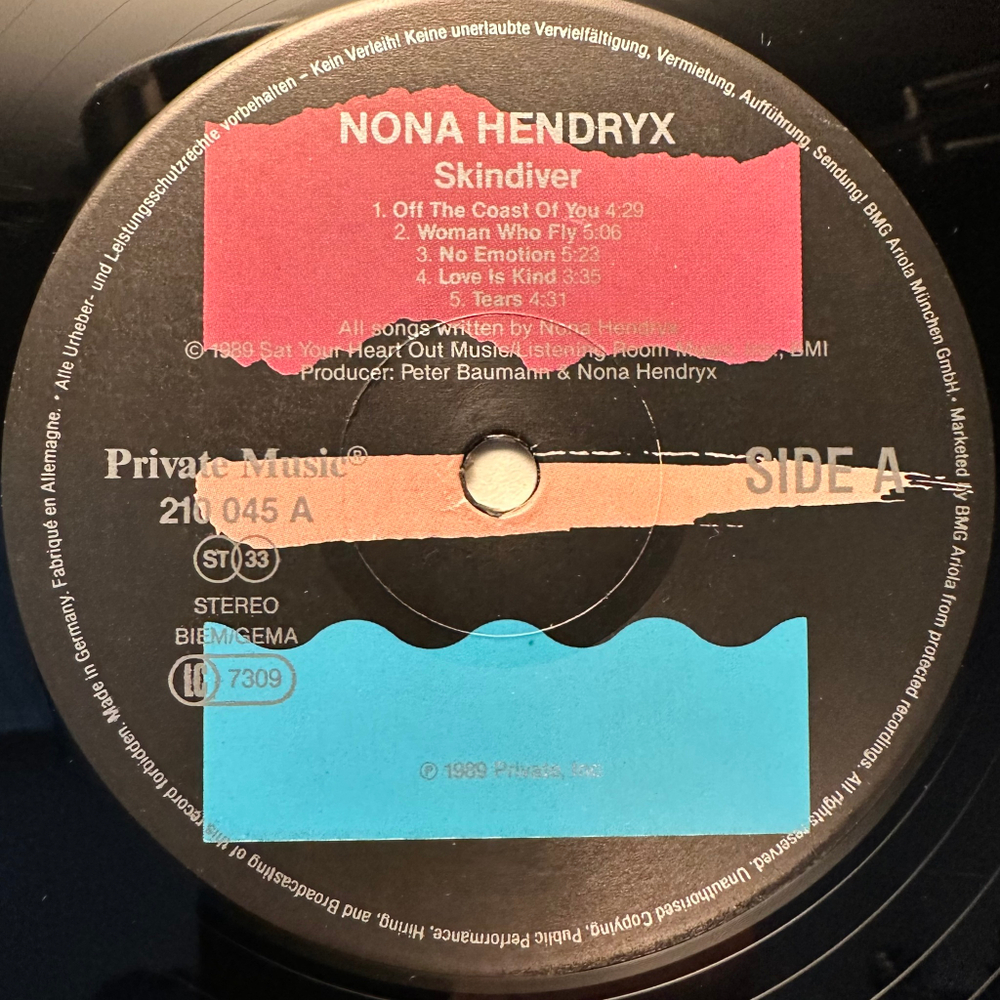 Alle Urheber- und Leistungsschutzrechte vorbehalten – Kein Verleih! Keine unerlaubte Vervielfältigung, Vermietung, Aufführung, Sendung! BMG Ariola München GmbH. • Marketed by BMG Ariola from protected recordings. All rights reserved. Unauthorised Copying, Public Performance, Hiring, and Broadcasting of this record forbidden. Made in Germany. Fabriqué en Allemagne. •
NONA HENDRYX
Skindiver
1. Off The Coast Of You 4:29
2. Woman Who Fly 5:06
3. No Emotion 5:23
4. Love Is Kind 3:35
5. Tears 4:31
All songs written by Nona Hendryx
© 1989 Sat Your Heart Out Music/Listening Room Music, Inc., BMI
Producer: Peter Baumann & Nona Hendryx
Private Music®
SIDE A
210 045 A
ST 33
STEREO
BIEM/GEMA
LC 7309
℗ 1989 Private, Inc.